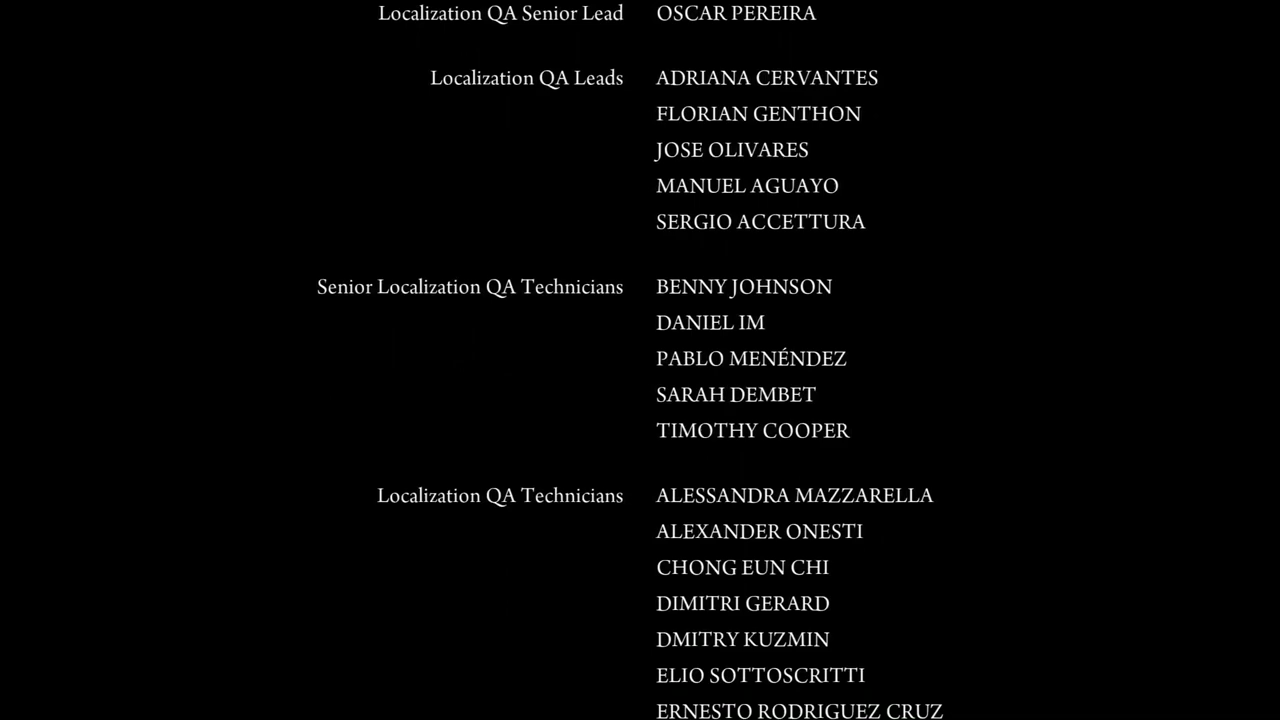 Localization QA Senior Lead OSCAR PEREIRA
Localization QA Leads ADRIANA CERVANTES
FLORIAN GENTHON
JOSE OLIVARES
MANUEL AGUAYO
SERGIO ACCETTURA
Senior Localization QA Technicians BENNY JOHNSON
DANIEL IM
PABLO MENÉNDEZ
SARAH DEMBET
TIMOTHY COOPER
Localization QA Technicians ALESSANDRA MAZZARELLA
ALEXANDER ONESTI
CHONG EUN CHI
DIMITRI GERARD
DMITRY KUZMIN
ELIO SOTTOSCRITTI
ERNESTO RODRIGUEZ CRUZ